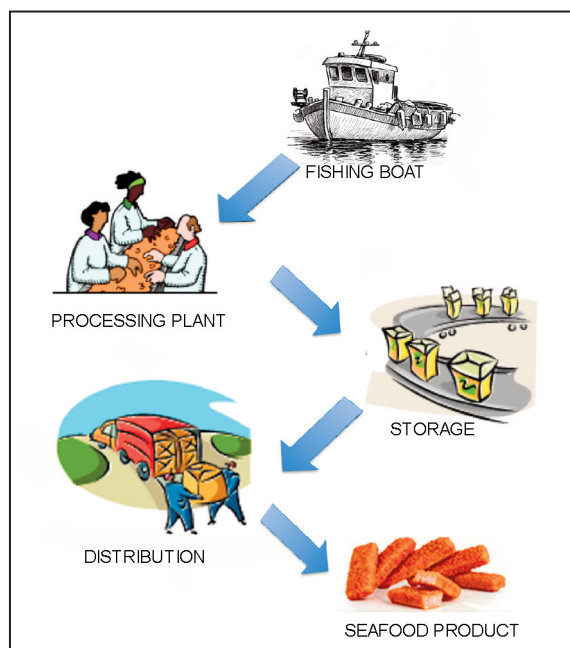 FISHING BOAT
PROCESSING PLANT
STORAGE
DISTRIBUTION
SEAFOOD PRODUCT